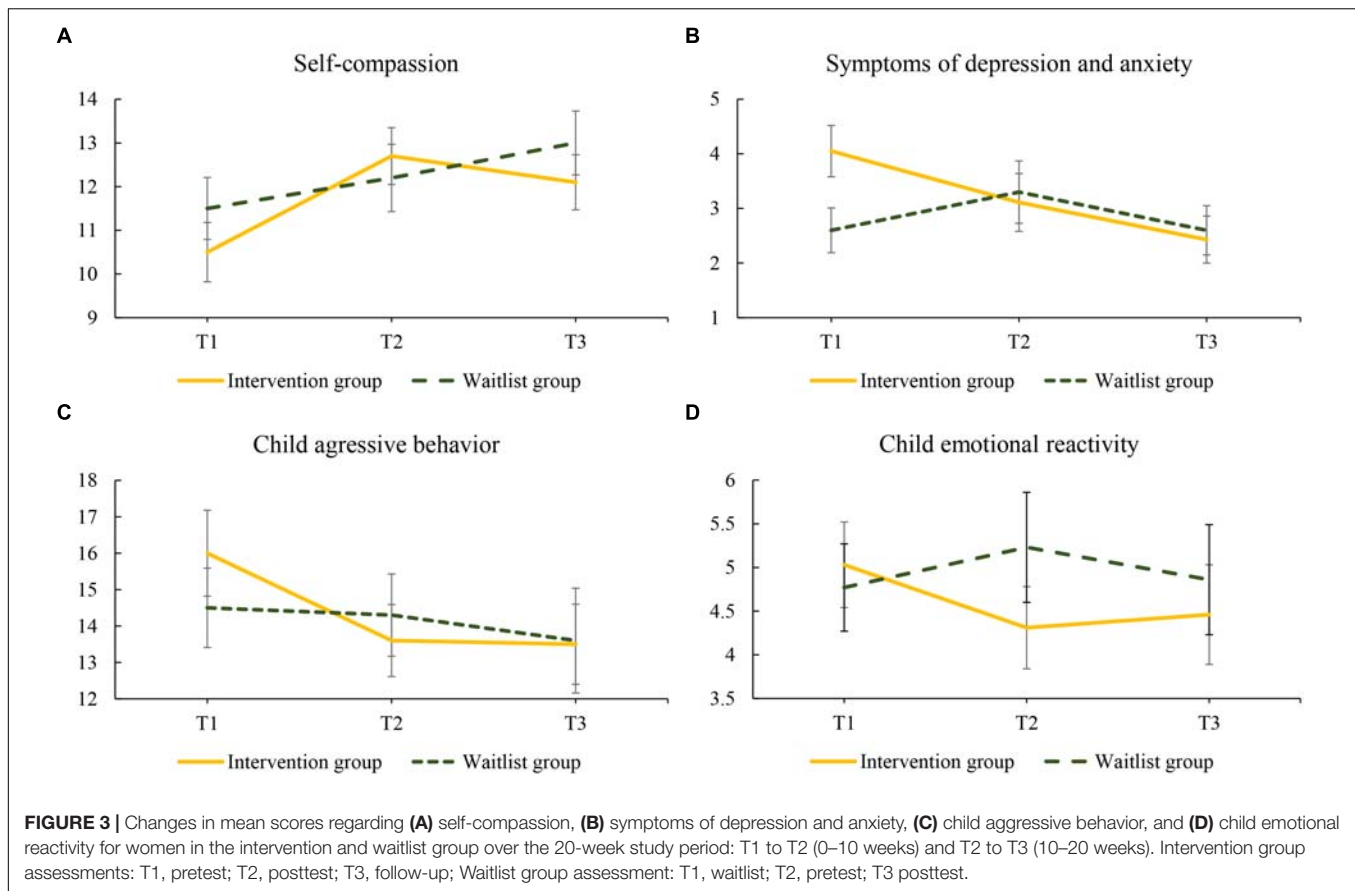 A
Self-compassion
14
13
12
11
10
9
T1 T2 T3
Intervention group Waitlist group
B
Symptoms of depression and anxiety
5
4
3
2
1
T1 T2 T3
Intervention group Waitlist group
C
Child agressive behavior
18
17
16
15
14
13
12
T1 T2 T3
Intervention group Waitlist group
D
Child emotional reactivity
6
5.5
5
4.5
4
3.5
T1 T2 T3
Intervention group Waitlist group
FIGURE 3 | Changes in mean scores regarding (A) self-compassion, (B) symptoms of depression and anxiety, (C) child aggressive behavior, and (D) child emotional
reactivity for women in the intervention and waitlist group over the 20-week study period: T1 to T2 (0–10 weeks) and T2 to T3 (10–20 weeks). Intervention group
assessments: T1, pretest; T2, posttest; T3, follow-up; Waitlist group assessment: T1, waitlist; T2, pretest; T3 posttest.